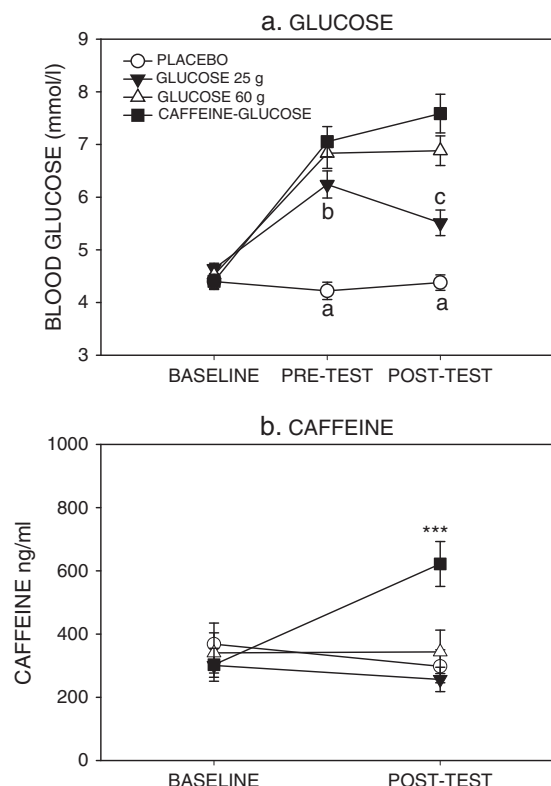 a. GLUCOSE
9
8
7
6
5
4
3
BLOOD GLUCOSE (mmol/l)
PLACEBO
GLUCOSE 25 g
GLUCOSE 60 g
CAFFEINE-GLUCOSE
b
c
a
a
BASELINE PRE-TEST POST-TEST
b. CAFFEINE
1000
800
600
400
200
0
CAFFEINE ng/ml
***
BASELINE POST-TEST